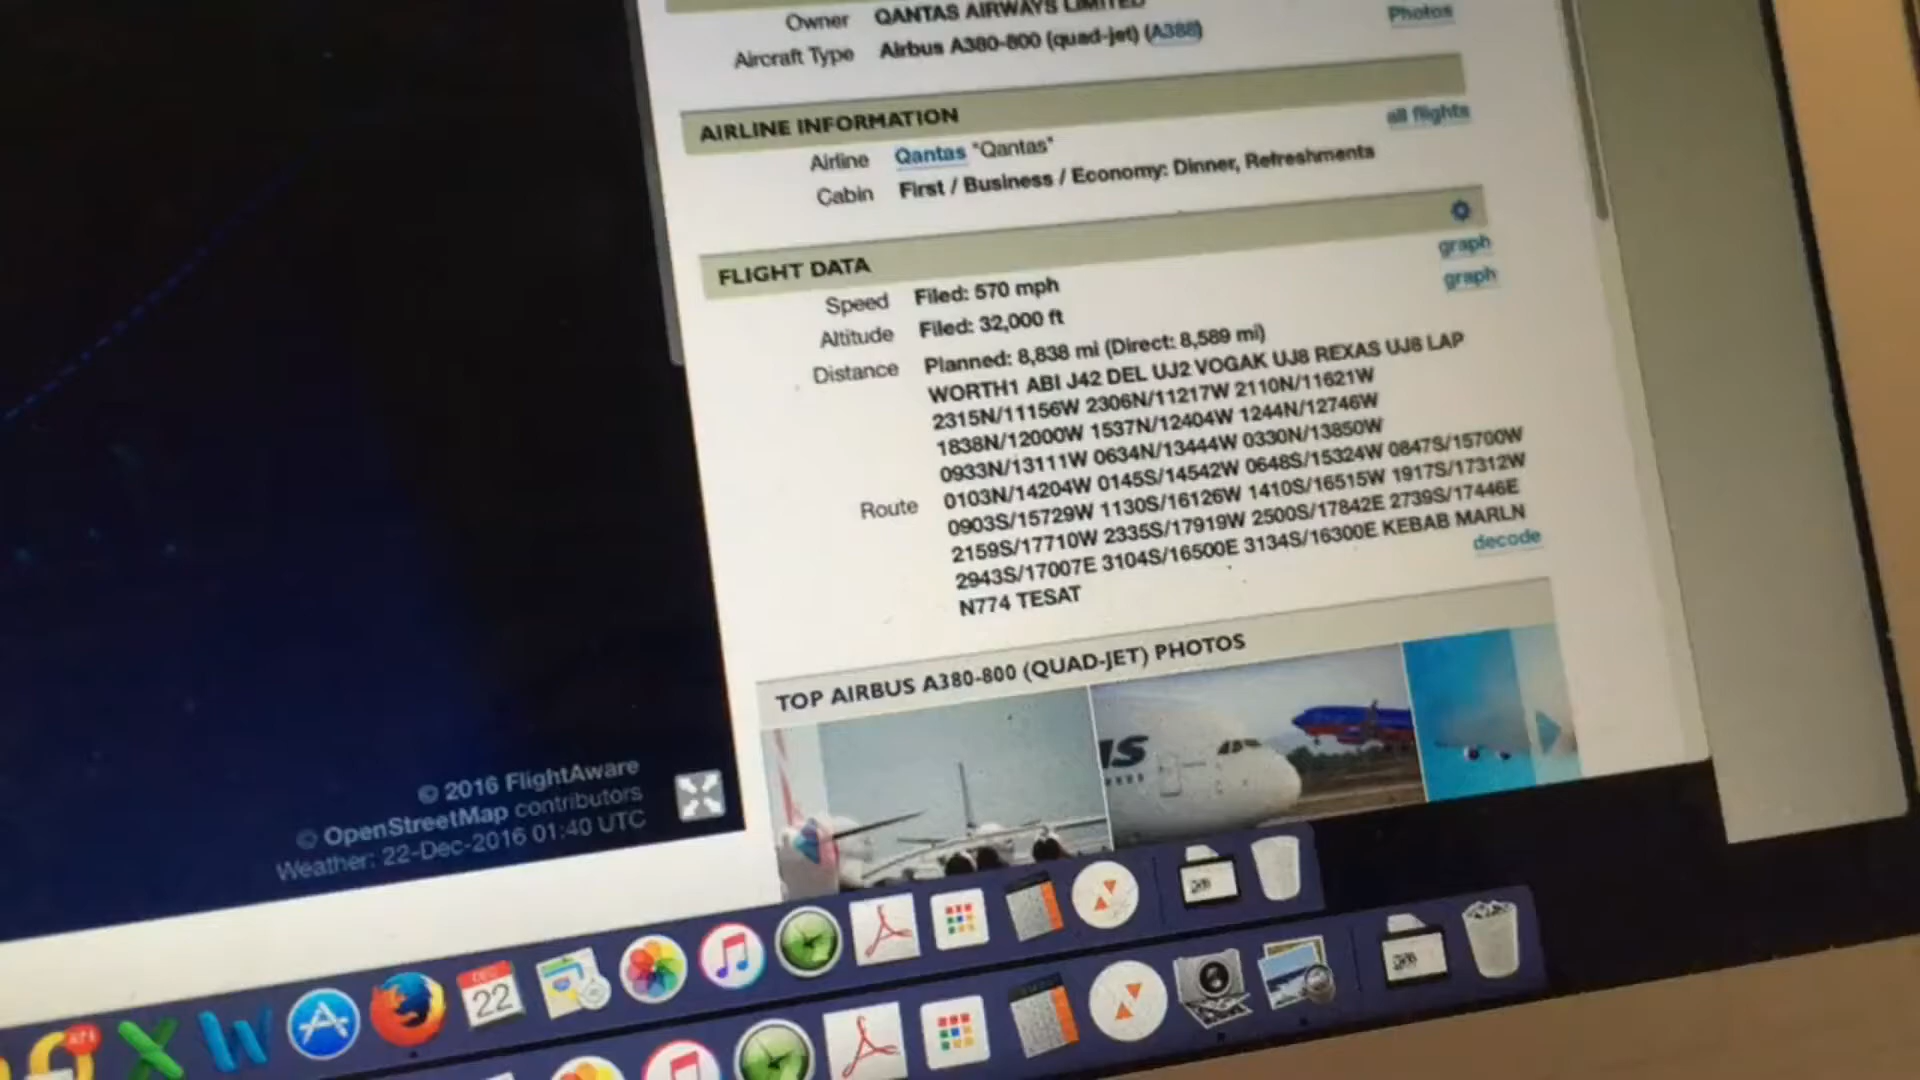 Owner QANTAS AIRWAYS LIMITED
Aircraft Type Airbus A380-800 (quad-jet) (A388)
Photos
AIRLINE INFORMATION
all flights
Airline Qantas "Qantas"
Cabin First / Business / Economy: Dinner, Refreshments
FLIGHT DATA
Speed Filed: 570 mph
graph
Altitude Filed: 32,000 ft
graph
Distance Planned: 8,838 mi (Direct: 8,589 mi)
WORTH1 ABI J42 DEL UJ2 VOGAK UJ8 REXAS UJ8 LAP
2315N/11156W 2306N/11217W 2110N/11621W
1838N/12000W 1537N/12404W 1244N/12746W
0933N/13111W 0634N/13444W 0330N/13850W
0103N/14204W 0145S/14542W 0648S/15324W 0847S/15700W
Route
0903S/15729W 1130S/16126W 1410S/16515W 1917S/17312W
2159S/17710W 2335S/17919W 2500S/17842E 2739S/17446E
2943S/17007E 3104S/16500E 3134S/16300E KEBAB MARLN
N774 TESAT
decode
TOP AIRBUS A380-800 (QUAD-JET) PHOTOS
© 2016 FlightAware
© OpenStreetMap contributors
Weather: 22-Dec-2016 01:40 UTC
DEC
22